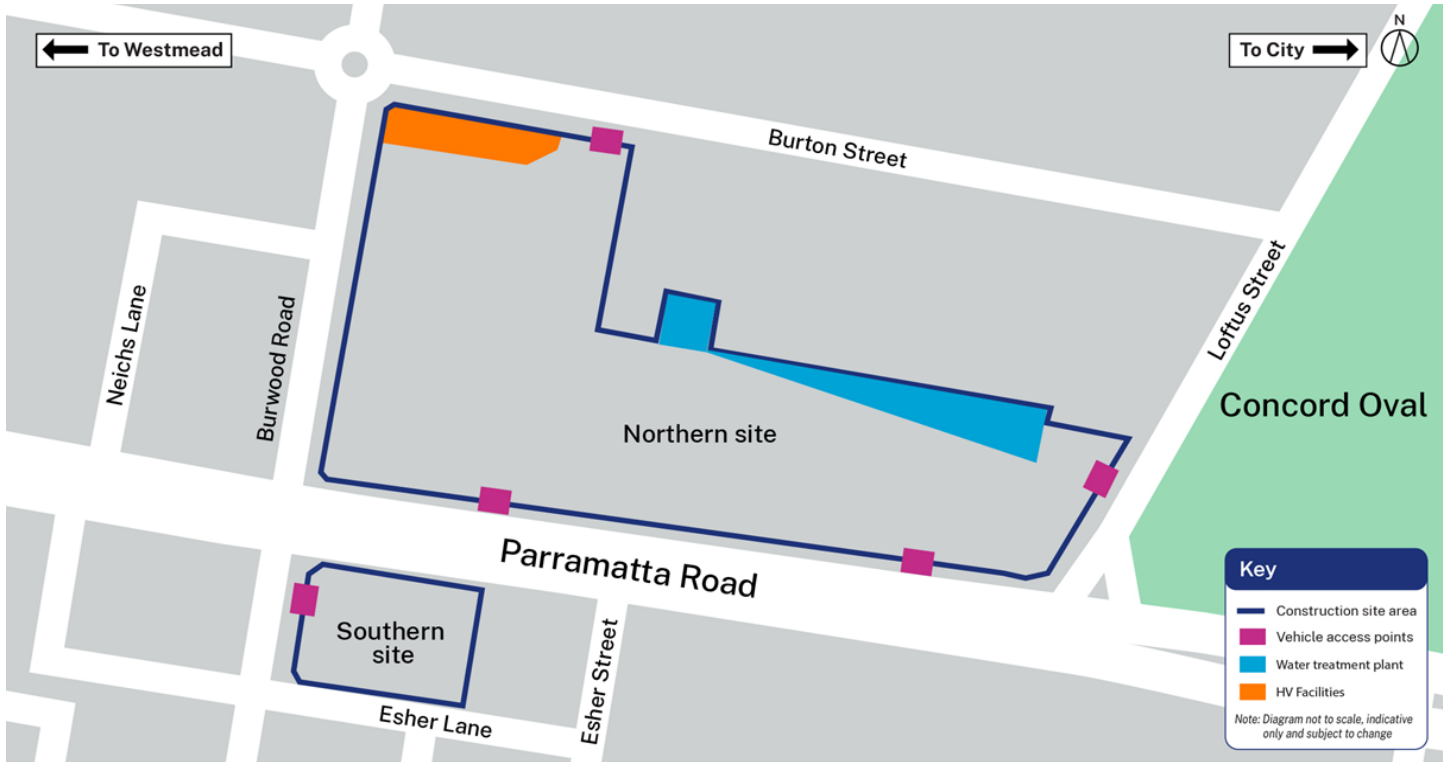 To Westmead
To City
N
Burton Street
Neichs Lane
Burwood Road
Loftus Street
Concord Oval
Northern site
Parramatta Road
Southern
site
Esher Street
Esher Lane
Key
Construction site area
Vehicle access points
Water treatment plant
HV Facilities
Note: Diagram not to scale, indicative
only and subject to change